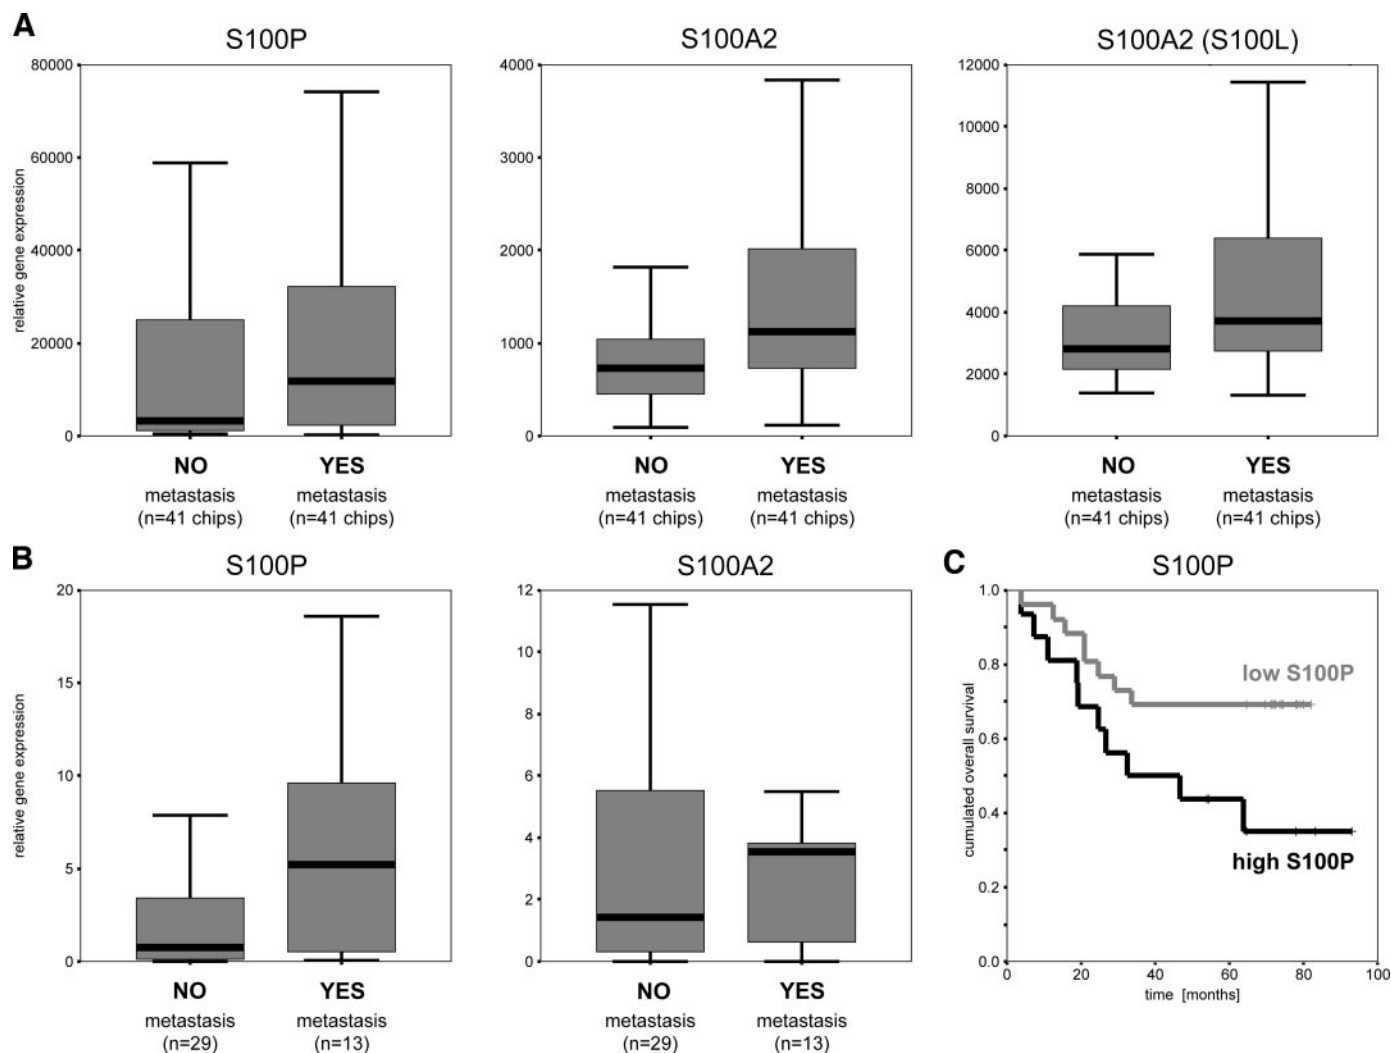 A
S100P
S100A2
S100A2 (S100L)
relative gene expression
80000
60000
40000
20000
0
4000
3000
2000
1000
0
12000
10000
8000
6000
4000
2000
0
NO
metastasis
(n=41 chips)
YES
metastasis
(n=41 chips)
NO
metastasis
(n=41 chips)
YES
metastasis
(n=41 chips)
NO
metastasis
(n=41 chips)
YES
metastasis
(n=41 chips)
B
S100P
relative gene expression
20
15
10
5
0
NO
metastasis
(n=29)
YES
metastasis
(n=13)
S100A2
12
10
8
6
4
2
0
NO
metastasis
(n=29)
YES
metastasis
(n=13)
C
S100P
cumulated overall survival
1.0
0.8
0.6
0.4
0.2
0.0
low S100P
high S100P
0 20 40 60 80 100
time [months]